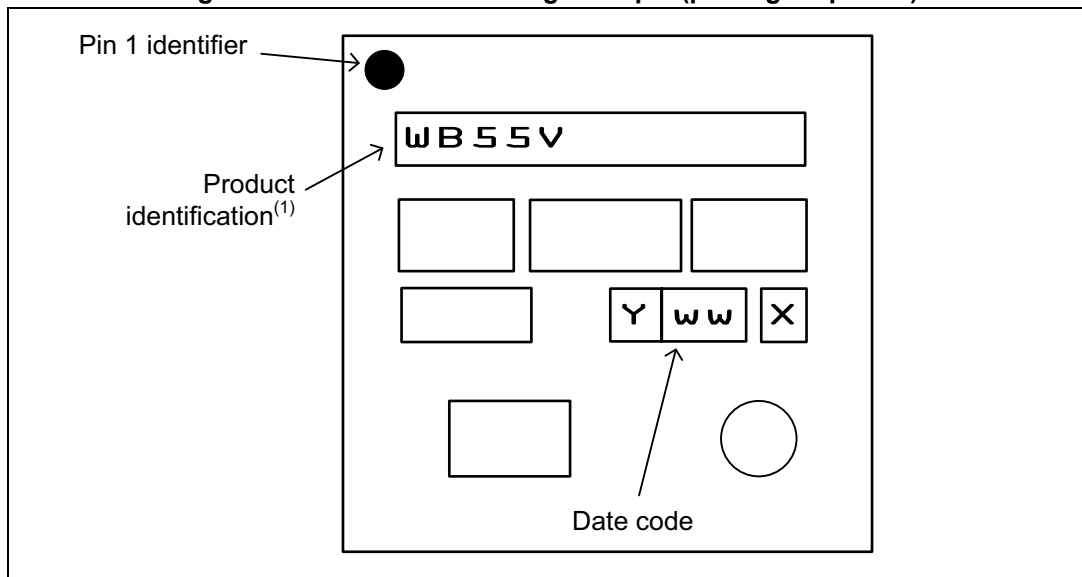 Pin 1 identifier
WB55V
Product
identification(1)
Y WW X
Date code